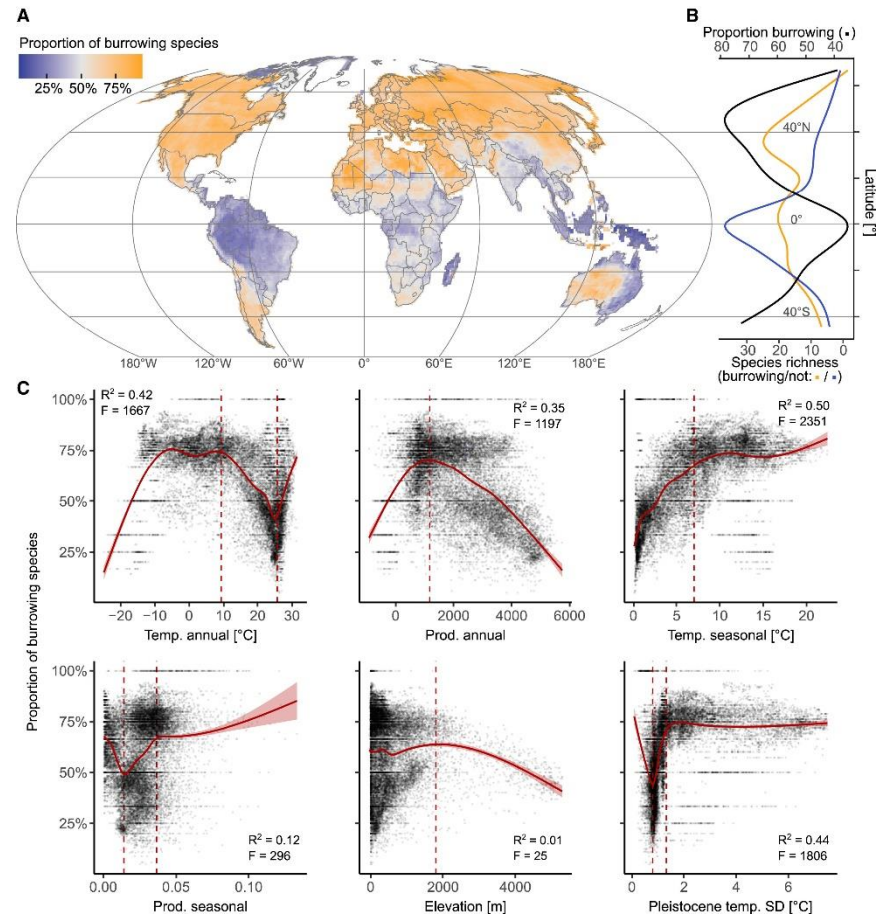 A
Proportion of burrowing species
25% 50% 75%
180°W 120°W 60°W 0° 60°E 120°E 180°E
B
Proportion burrowing (▪)
80 70 60 50 40
40°N
0°
40°S
Latitude [°]
30 20 10 0
Species richness
(burrowing/not: ▪ / ▪)
C
Proportion of burrowing species
100%
75%
50%
25%
R² = 0.42
F = 1667
−20 −10 0 10 20 30
Temp. annual [°C]
R² = 0.35
F = 1197
0 2000 4000 6000
Prod. annual
R² = 0.50
F = 2351
0 5 10 15 20
Temp. seasonal [°C]
100%
75%
50%
25%
R² = 0.12
F = 296
0.00 0.05 0.10
Prod. seasonal
R² = 0.01
F = 25
0 2000 4000
Elevation [m]
R² = 0.44
F = 1806
0 2 4 6
Pleistocene temp. SD [°C]